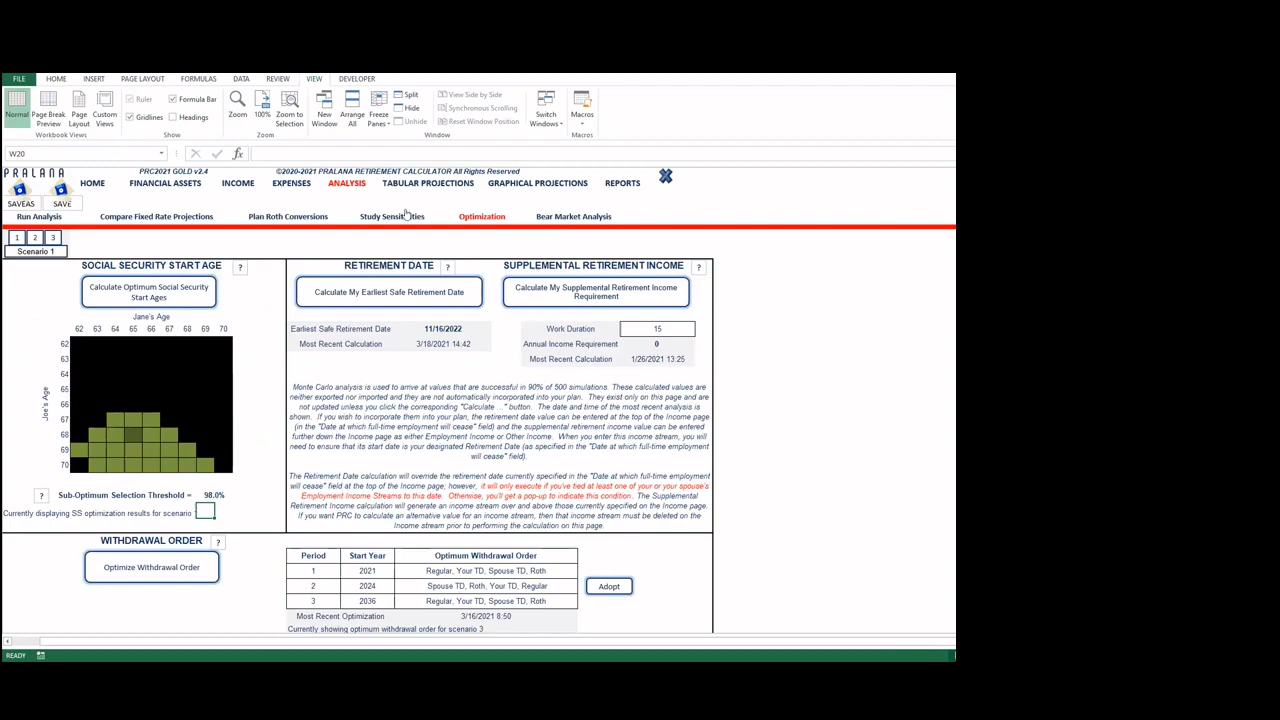 FILE HOME INSERT PAGE LAYOUT FORMULAS DATA REVIEW VIEW DEVELOPER
Normal Page Break Preview Page Layout Custom Views
Ruler Formula Bar
Gridlines Headings
Zoom 100% Zoom to Selection
New Window Arrange All Freeze Panes
Split
Hide
Unhide
View Side by Side
Synchronous Scrolling
Reset Window Position
Switch Windows Macros
Workbook Views Show Zoom Window Macros
W20 fx
PRALANA PRC2021 GOLD v2.4 ©2020-2021 PRALANA RETIREMENT CALCULATOR All Rights Reserved
HOME FINANCIAL ASSETS INCOME EXPENSES ANALYSIS TABULAR PROJECTIONS GRAPHICAL PROJECTIONS REPORTS
SAVEAS SAVE
Run Analysis Compare Fixed Rate Projections Plan Roth Conversions Study Sensitivities Optimization Bear Market Analysis
1 2 3
Scenario 1
SOCIAL SECURITY START AGE ?
Calculate Optimum Social Security Start Ages
Jane's Age
62 63 64 65 66 67 68 69 70
Joe's Age
62
63
64
65
66
67
68
69
70
? Sub-Optimum Selection Threshold = 98.0%
Currently displaying SS optimization results for scenario
RETIREMENT DATE ?
Calculate My Earliest Safe Retirement Date
Earliest Safe Retirement Date 11/16/2022
Most Recent Calculation 3/18/2021 14:42
SUPPLEMENTAL RETIREMENT INCOME ?
Calculate My Supplemental Retirement Income Requirement
Work Duration 15
Annual Income Requirement 0
Most Recent Calculation 1/26/2021 13:25
Monte Carlo analysis is used to arrive at values that are successful in 90% of 500 simulations. These calculated values are
neither exported nor imported and they are not automatically incorporated into your plan. They exist only on this page and are
not updated unless you click the corresponding "Calculate ..." button. The date and time of the most recent analysis is
shown. If you wish to incorporate them into your plan, the retirement date value can be entered at the top of the Income page
(in the "Date at which full-time employment will cease" field) and the supplemental retirement income value can be entered
further down the Income page as either Employment Income or Other Income. When you enter this income stream, you will
need to ensure that its start date is your designated Retirement Date (as specified in the "Date at which full-time employment
will cease" field).
The Retirement Date calculation will override the retirement date currently specified in the "Date at which full-time employment
will cease" field at the top of the Income page; however, it will only execute if you've tied at least one of your or your spouse's
Employment Income Streams to this date. Otherwise, you'll get a pop-up to indicate this condition. The Supplemental
Retirement Income calculation will generate an income stream over and above those currently specified on the Income page.
If you want PRC to calculate an alternative value for an income stream, then that income stream must be deleted on the
Income stream prior to performing the calculation on this page.
WITHDRAWAL ORDER ?
Optimize Withdrawal Order
Period Start Year Optimum Withdrawal Order
1 2021 Regular, Your TD, Spouse TD, Roth
2 2024 Spouse TD, Roth, Your TD, Regular
3 2036 Regular, Your TD, Spouse TD, Roth
Adopt
Most Recent Optimization 3/16/2021 8:50
Currently showing optimum withdrawal order for scenario 3
READY